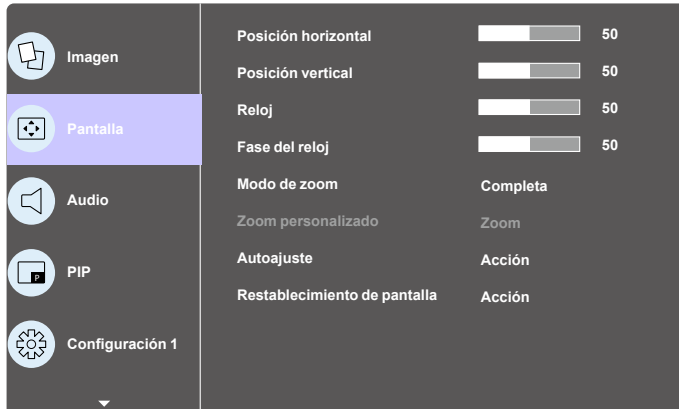 Imagen
Pantalla
Audio
P
PIP
Configuración 1
Posición horizontal 50
Posición vertical 50
Reloj 50
Fase del reloj 50
Modo de zoom Completa
Zoom personalizado Zoom
Autoajuste Acción
Restablecimiento de pantalla Acción